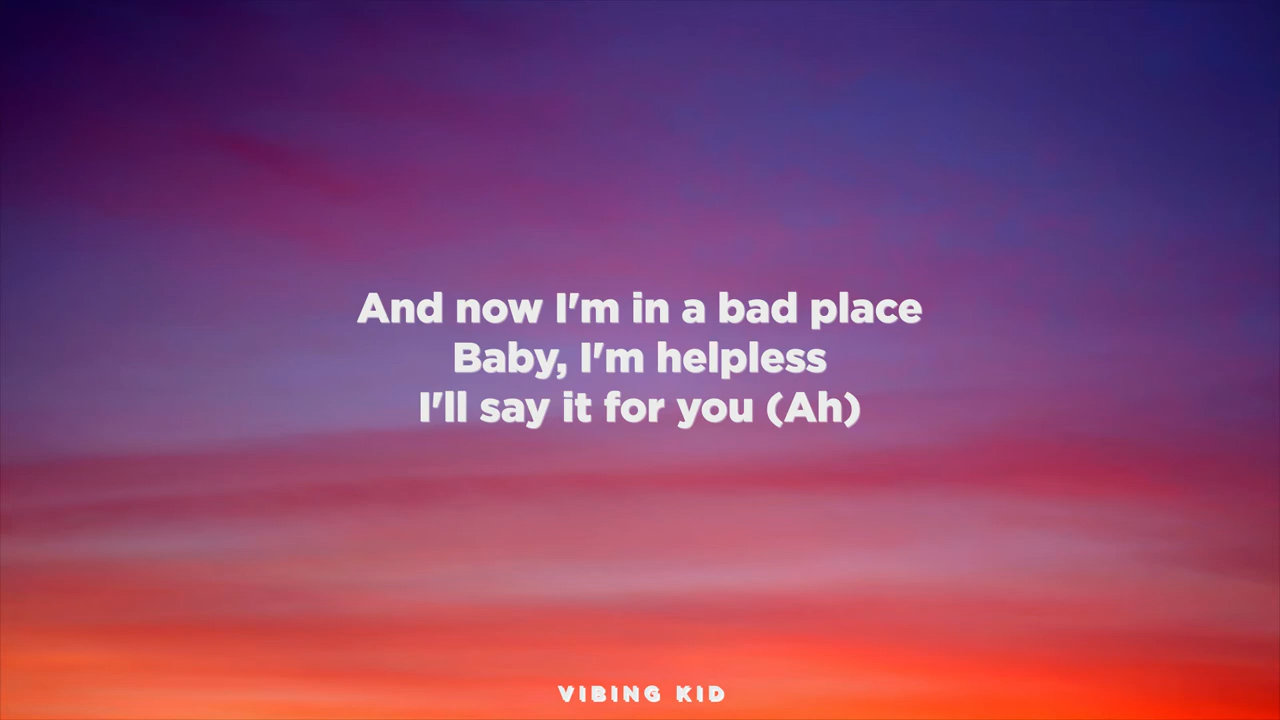 And now I'm in a bad place
Baby, I'm helpless
I'll say it for you (Ah)
VIBING KID